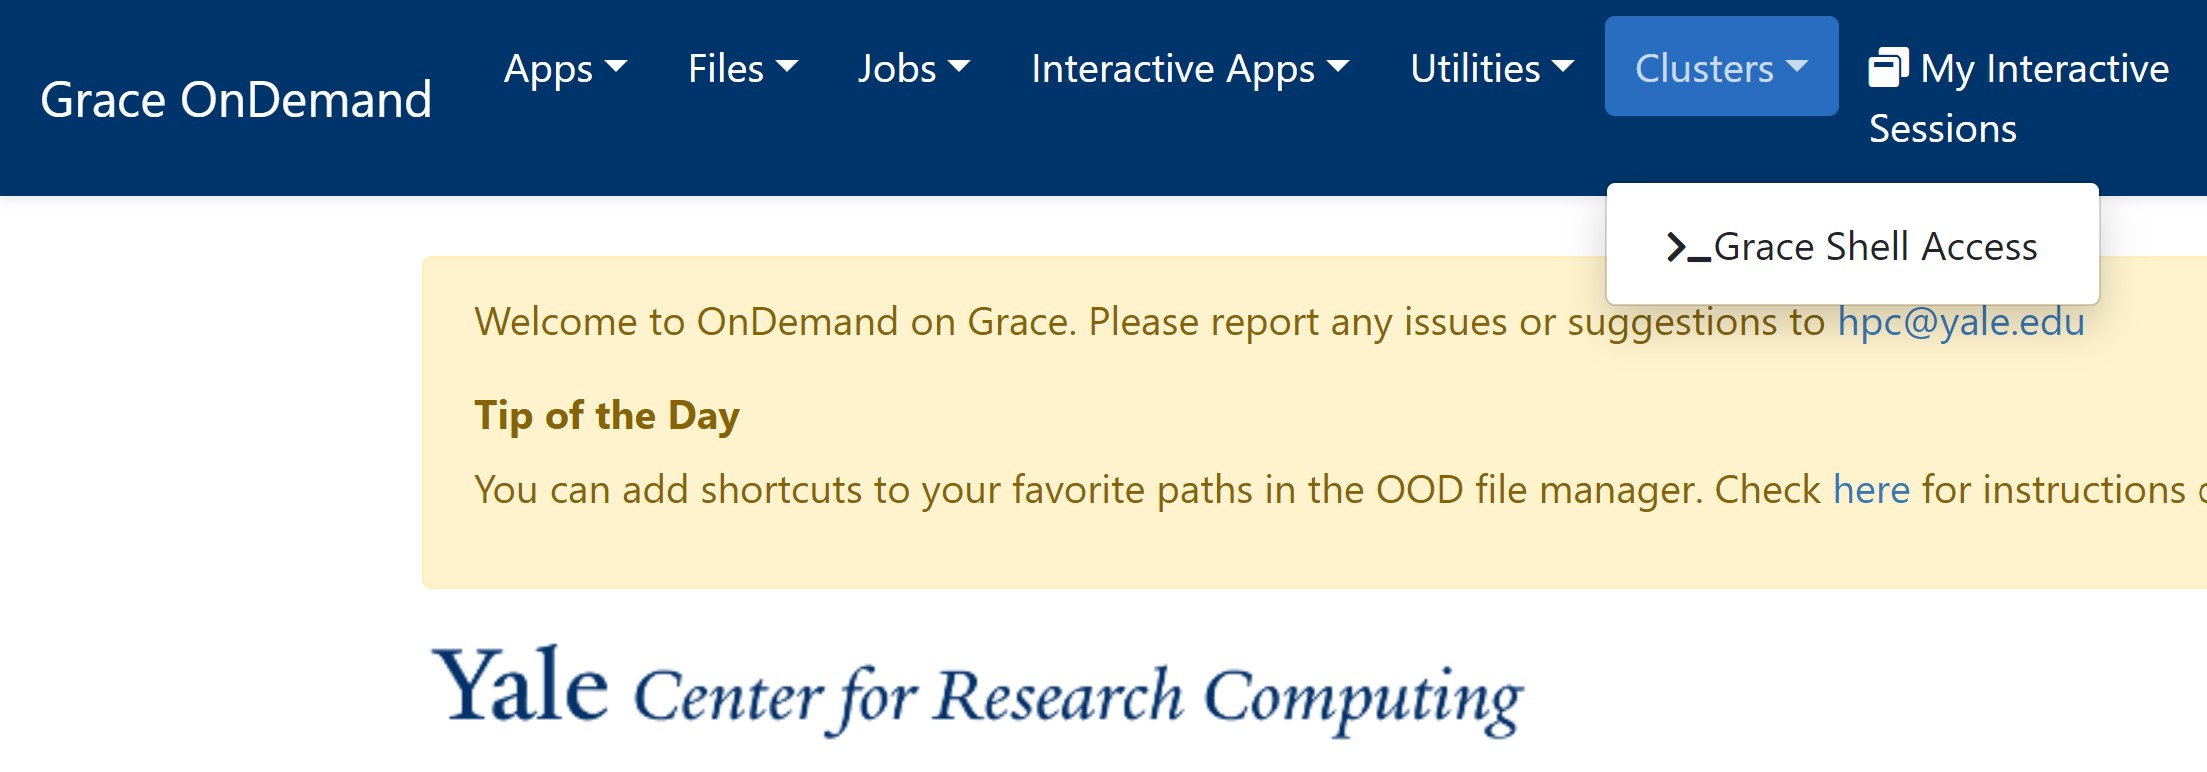 Grace OnDemand
Apps
Files
Jobs
Interactive Apps
Utilities
Clusters
My Interactive
Sessions
>_Grace Shell Access
Welcome to OnDemand on Grace. Please report any issues or suggestions to hpc@yale.edu
Tip of the Day
You can add shortcuts to your favorite paths in the OOD file manager. Check here for instructions
Yale Center for Research Computing